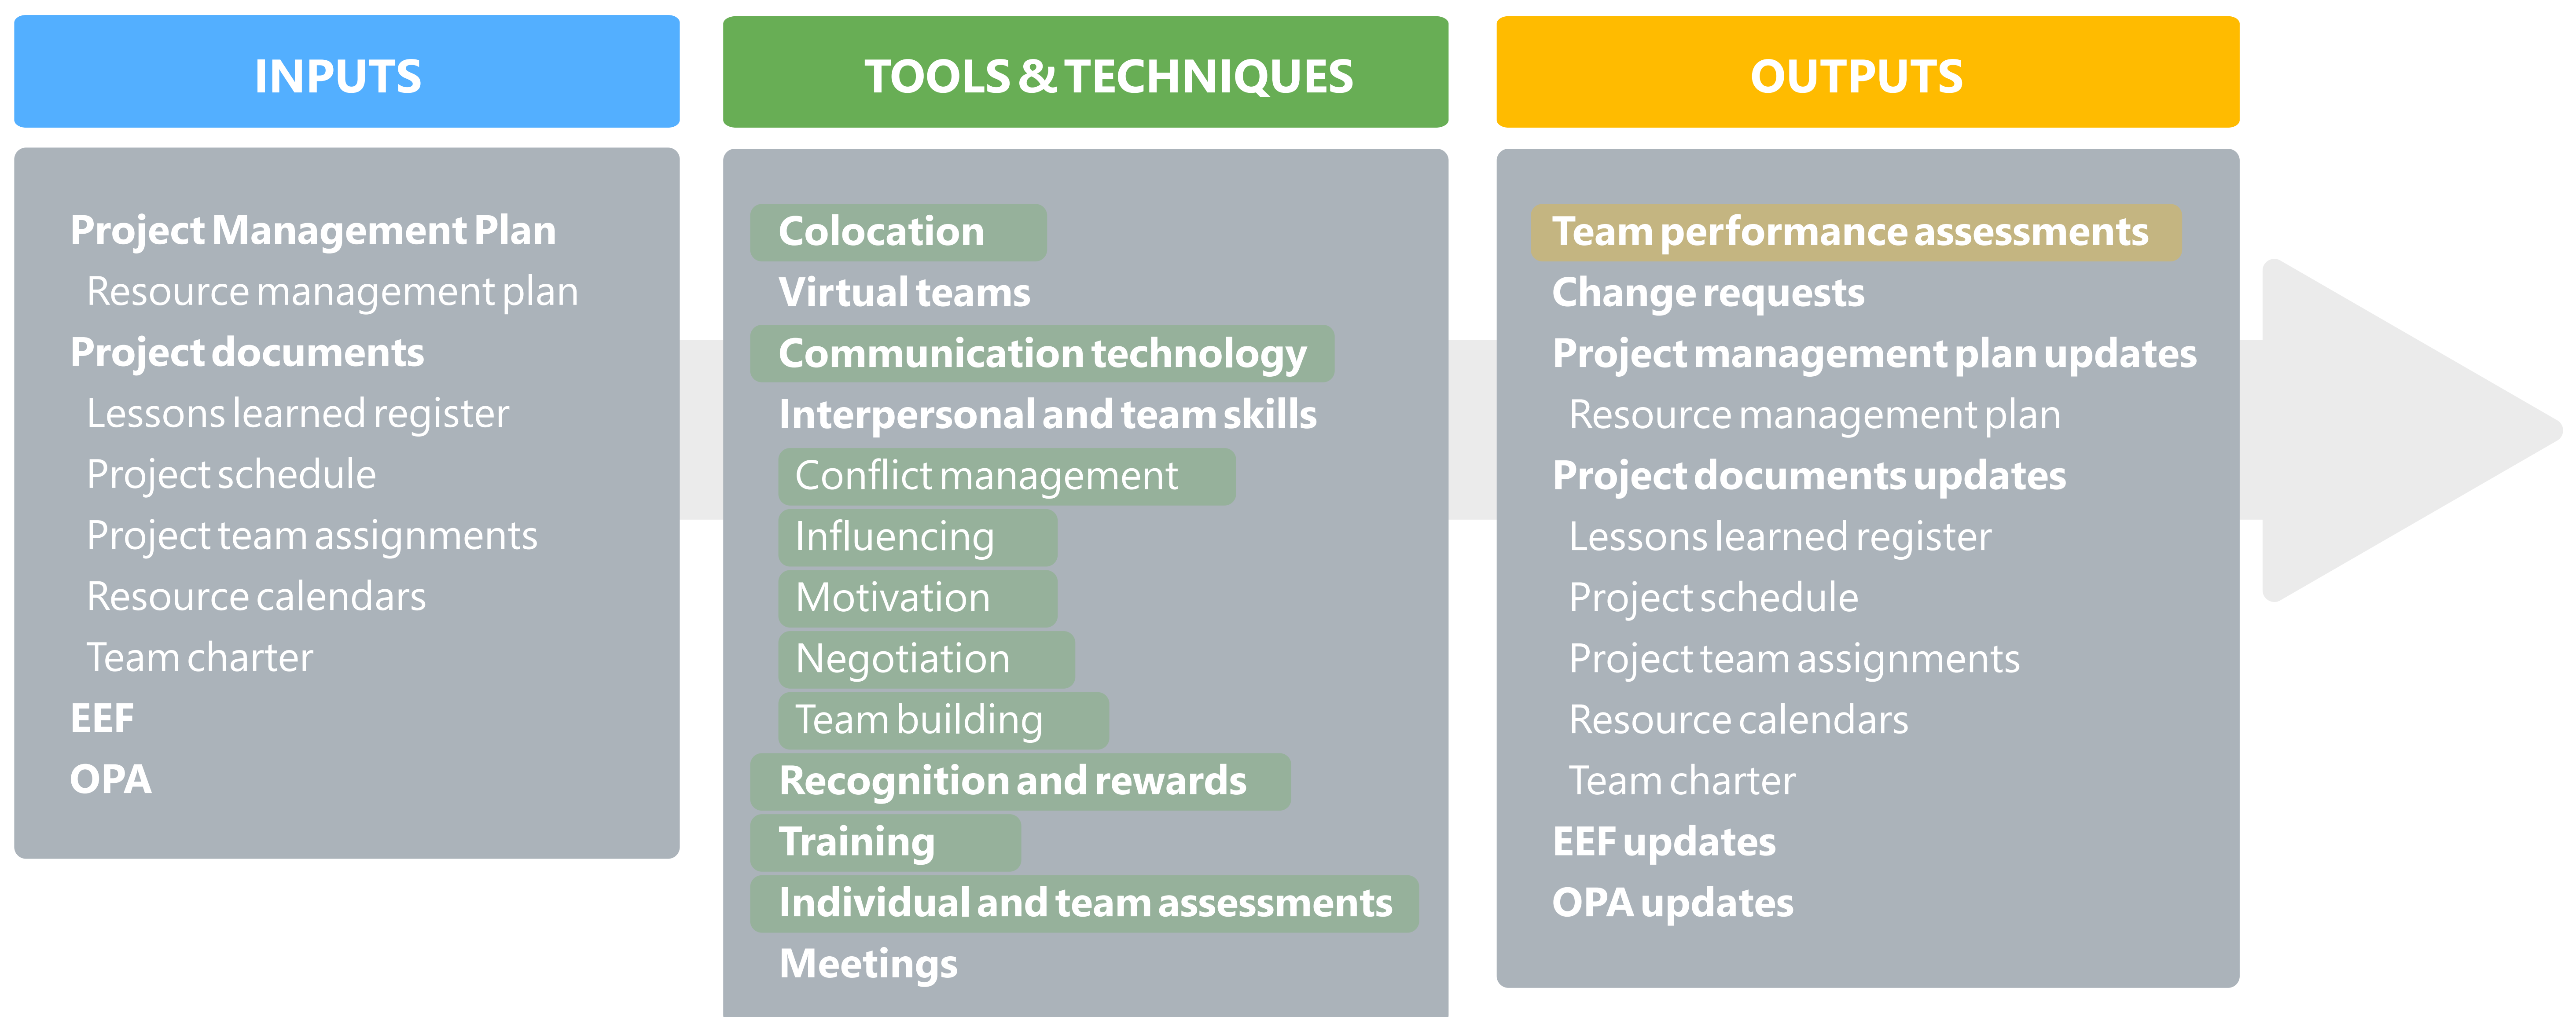 INPUTS
Project Management Plan
Resource management plan
Project documents
Lessons learned register
Project schedule
Project team assignments
Resource calendars
Team charter
EEF
OPA
TOOLS & TECHNIQUES
Colocation
Virtual teams
Communication technology
Interpersonal and team skills
Conflict management
Influencing
Motivation
Negotiation
Team building
Recognition and rewards
Training
Individual and team assessments
Meetings
OUTPUTS
Team performance assessments
Change requests
Project management plan updates
Resource management plan
Project documents updates
Lessons learned register
Project schedule
Project team assignments
Resource calendars
Team charter
EEF updates
OPA updates